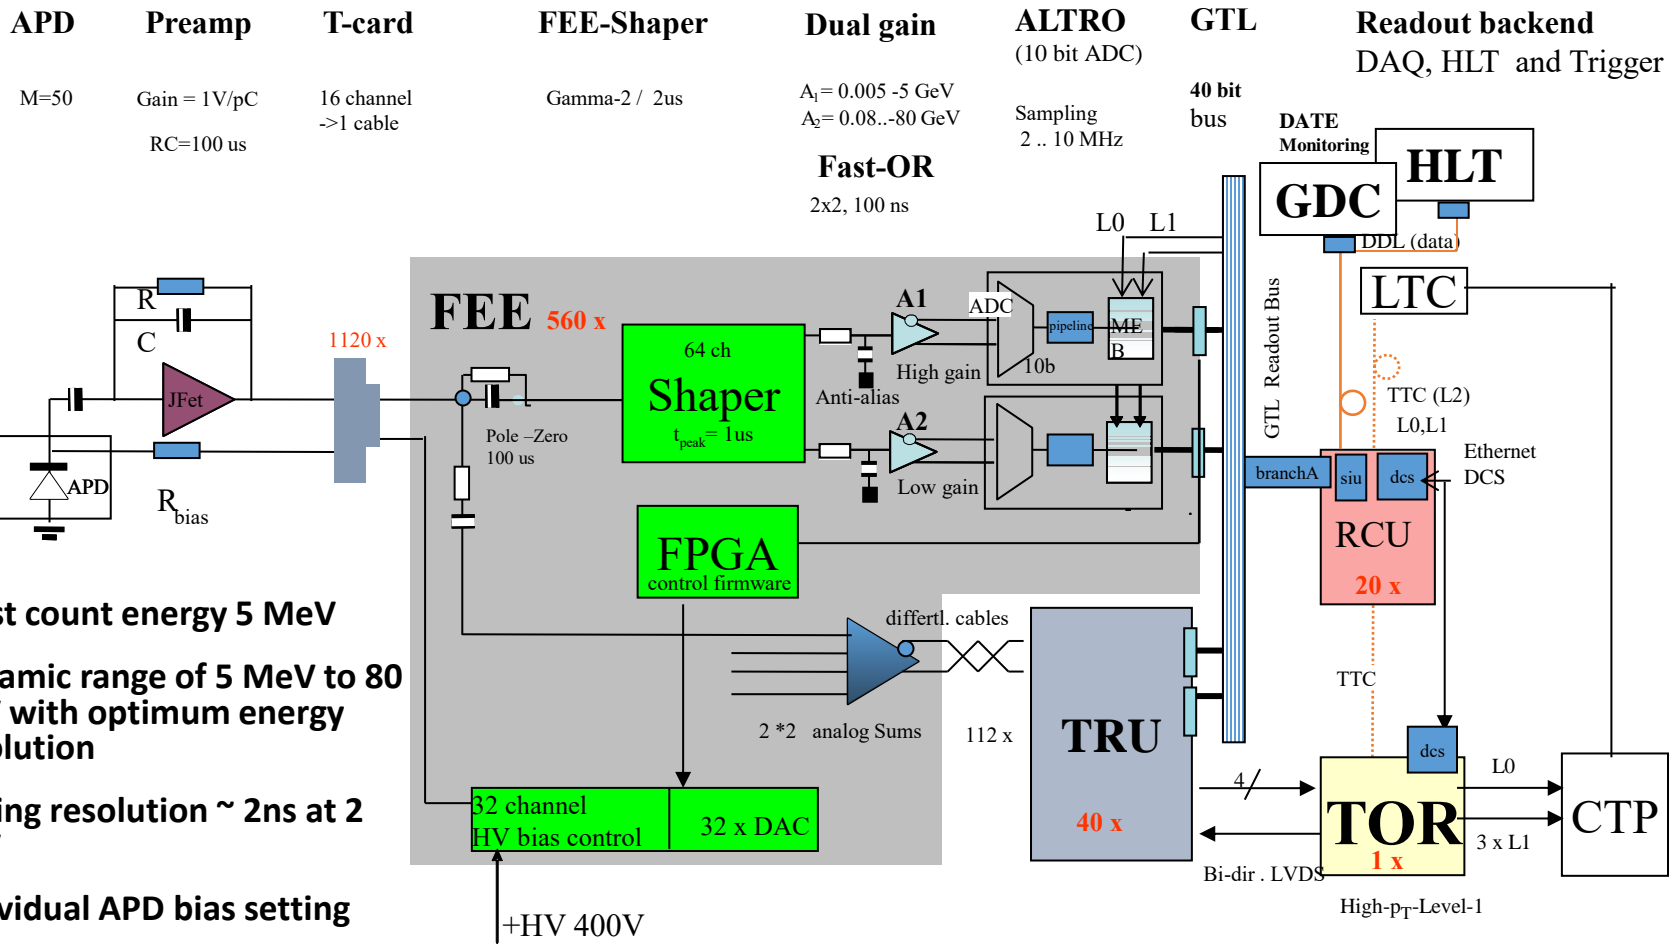 APD
Preamp
T-card
FEE-Shaper
Dual gain
ALTRO
(10 bit ADC)
GTL
Readout backend
DAQ, HLT and Trigger
M=50
Gain = 1V/pC
RC=100 us
16 channel
->1 cable
Gamma-2 / 2us
A1= 0.005 -5 GeV
A2= 0.08..-80 GeV
Fast-OR
2x2, 100 ns
Sampling
2 .. 10 MHz
40 bit
bus
DATE
Monitoring
HLT
GDC
DDL (data)
L0 L1
LTC
R
C
JFet
APD
Rbias
1120 x
FEE 560 x
Pole –Zero
100 us
64 ch
Shaper
tpeak= 1us
Anti-alias
A1
High gain
A2
Low gain
ADC
10b
pipeline
ME
B
GTL Readout Bus
TTC (L2)
L0,L1
Ethernet
DCS
branchA
siu
dcs
RCU
20 x
FPGA
control firmware
differtl. cables
2 *2 analog Sums
112 x
TRU
40 x
TTC
dcs
4
Bi-dir . LVDS
TOR
1 x
L0
3 x L1
CTP
High-pT-Level-1
32 channel
HV bias control
32 x DAC
+HV 400V
st count energy 5 MeV
amic range of 5 MeV to 80
with optimum energy
olution
ing resolution ~ 2ns at 2
vidual APD bias setting